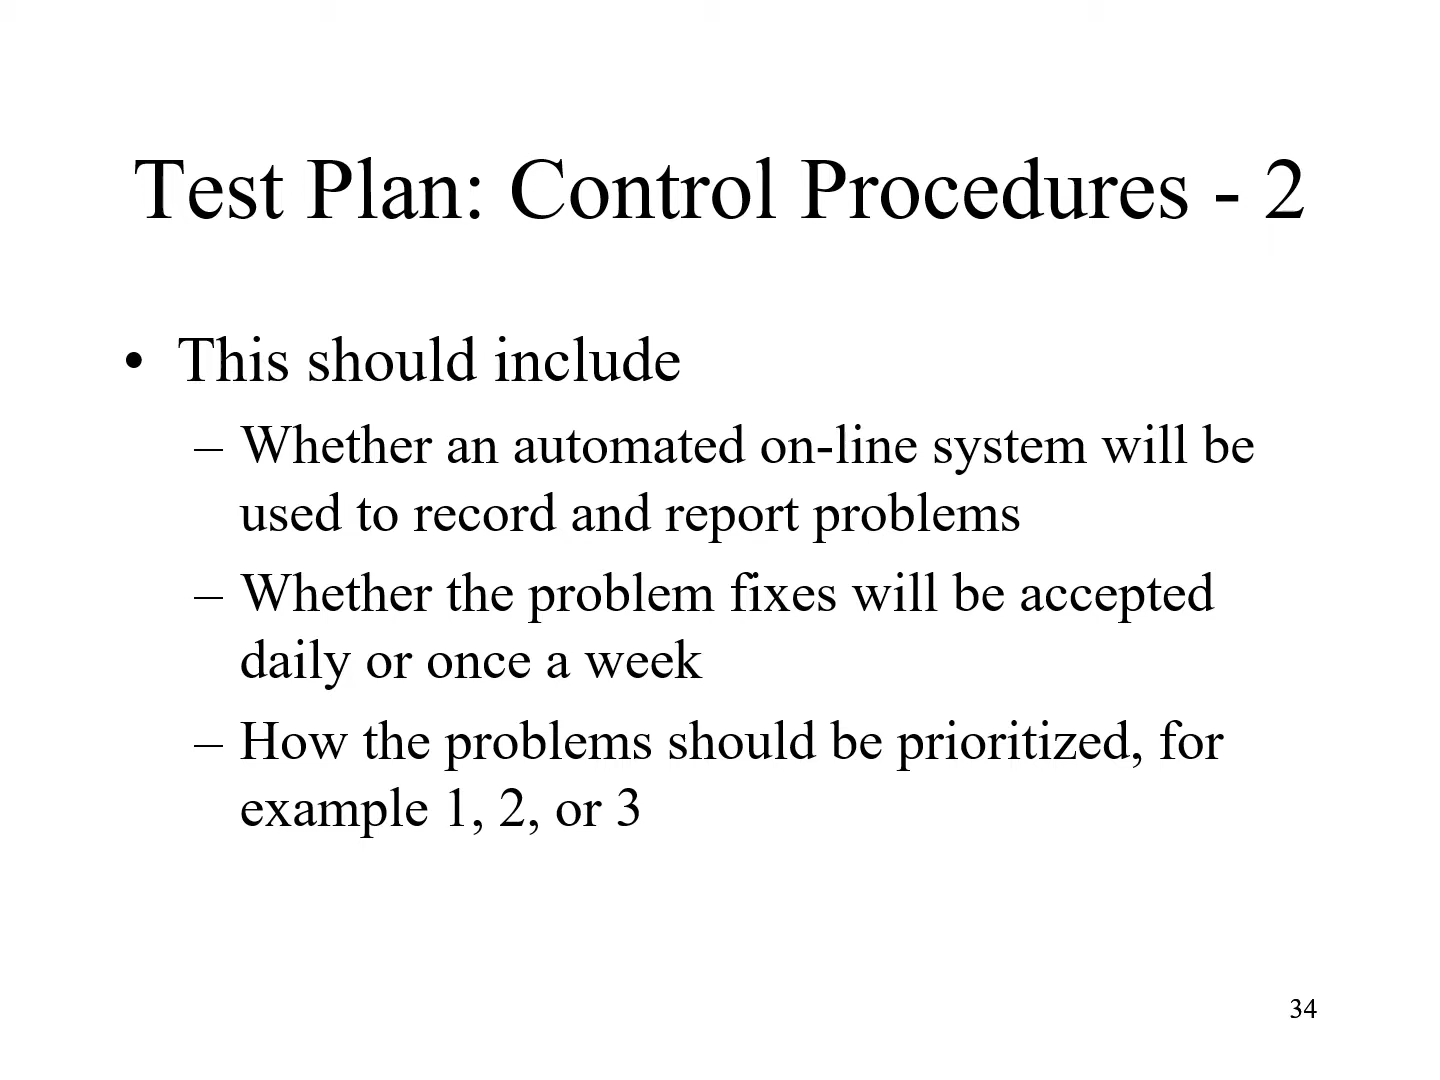 Test Plan: Control Procedures - 2
• This should include
– Whether an automated on-line system will be
used to record and report problems
– Whether the problem fixes will be accepted
daily or once a week
– How the problems should be prioritized, for
example 1, 2, or 3
34